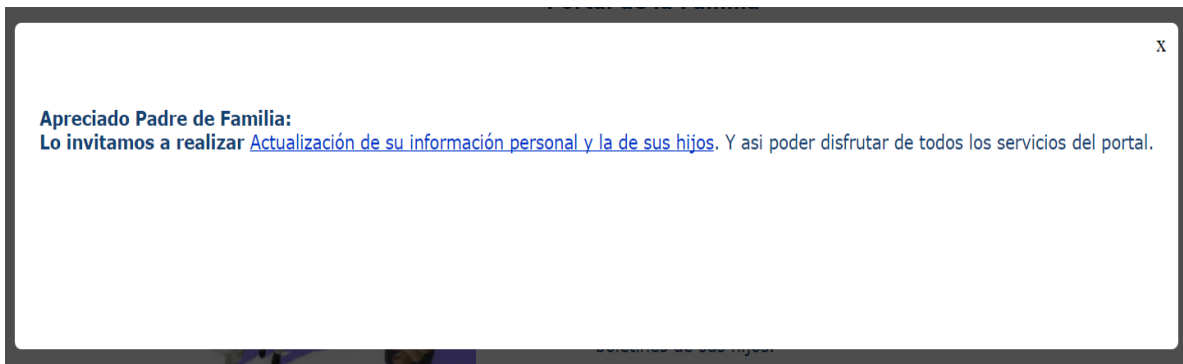 x
Apreciado Padre de Familia:
Lo invitamos a realizar Actualización de su información personal y la de sus hijos. Y asi poder disfrutar de todos los servicios del portal.